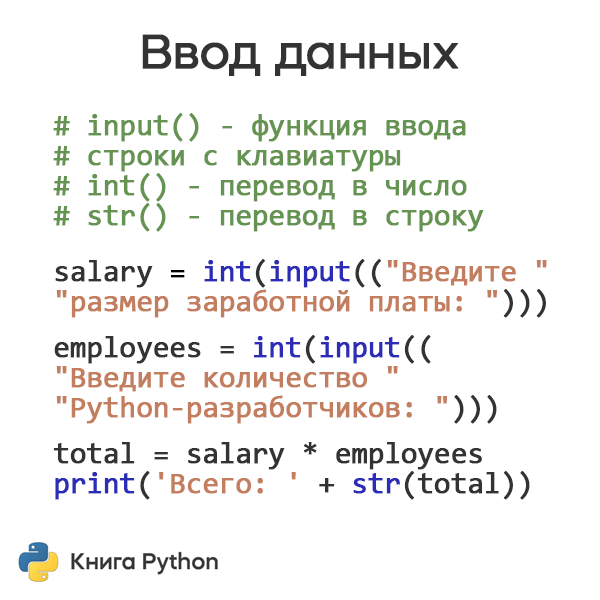 Ввод данных
# input() - функция ввода
# строки с клавиатуры
# int() - перевод в число
# str() - перевод в строку
salary = int(input(("Введите "
"размер заработной платы: ")))
employees = int(input((
"Введите количество "
"Python-разработчиков: ")))
total = salary * employees
print('Всего: ' + str(total))
Книга Python